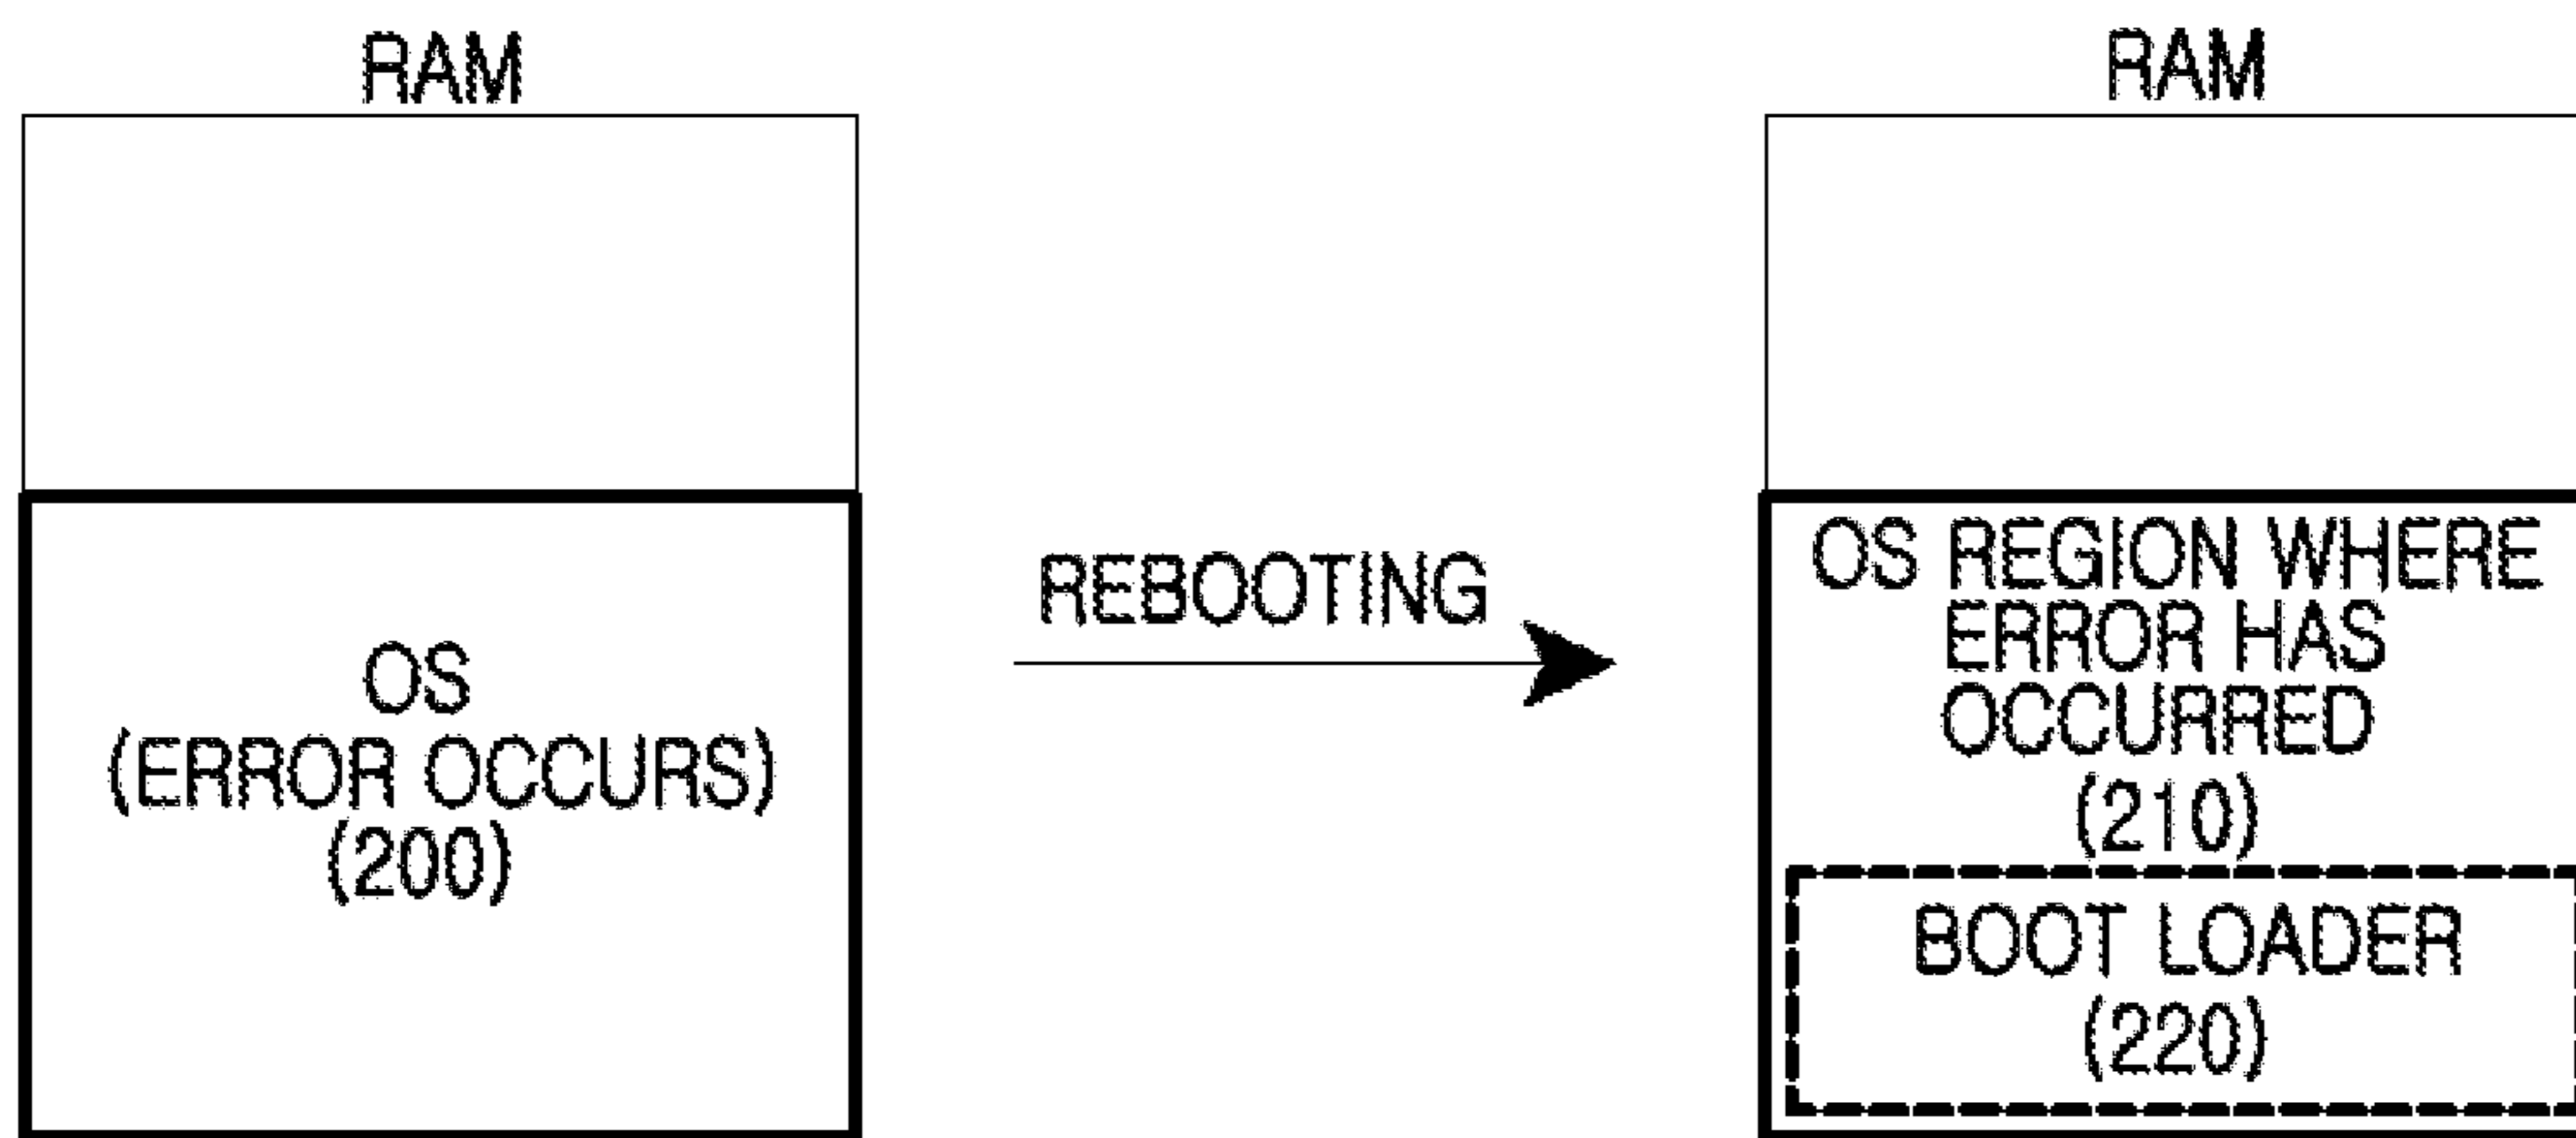 RAM
OS
(ERROR OCCURS)
(200)
REBOOTING
RAM
OS REGION WHERE
ERROR HAS
OCCURRED
(210)
BOOT LOADER
(220)